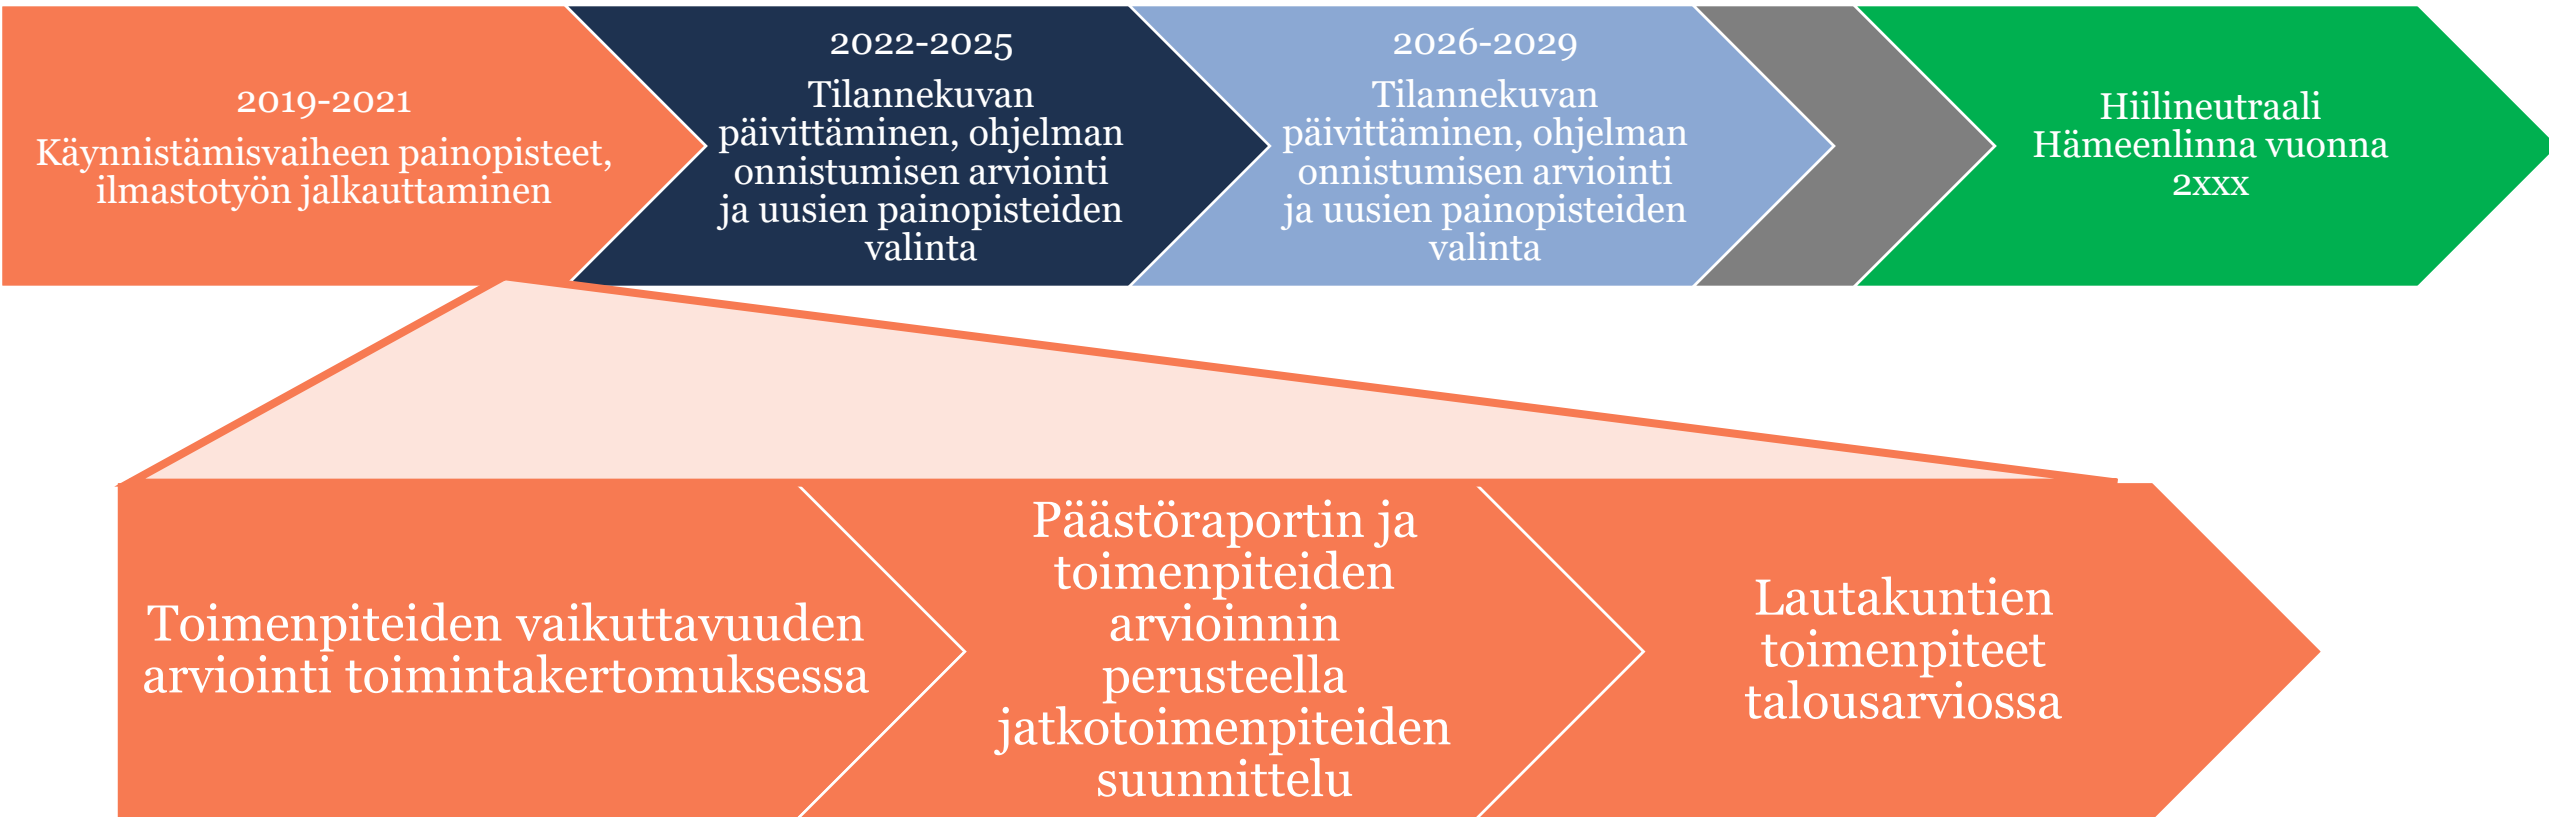 2019-2021
Käynnistämisvaiheen painopisteet,
ilmastotyön jalkauttaminen
2022-2025
Tilannekuvan
päivittäminen, ohjelman
onnistumisen arviointi
ja uusien painopisteiden
valinta
2026-2029
Tilannekuvan
päivittäminen, ohjelman
onnistumisen arviointi
ja uusien painopisteiden
valinta
Hiilineutraali
Hämeenlinna vuonna
2xxx
Toimenpiteiden vaikuttavuuden
arviointi toimintakertomuksessa
Päästöraportin ja
toimenpiteiden
arvioinnin
perusteella
jatkotoimenpiteiden
suunnittelu
Lautakuntien
toimenpiteet
talousarviossa